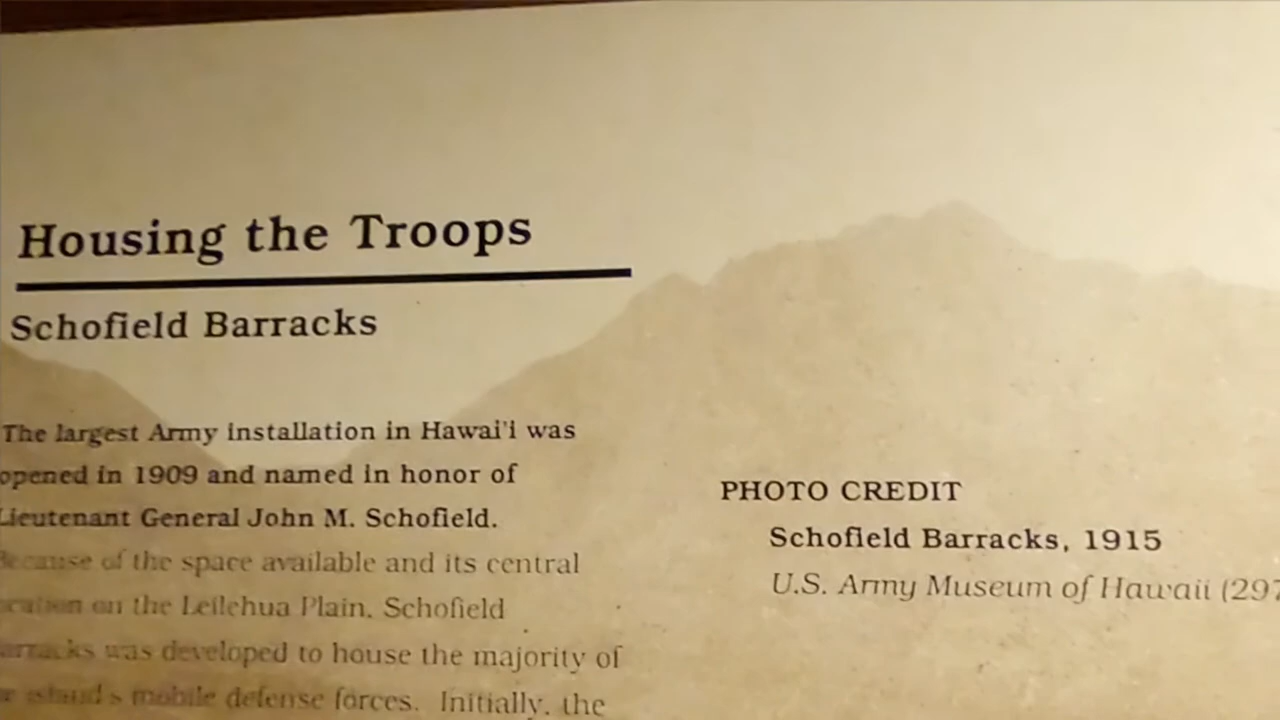 Housing the Troops
Schofield Barracks
The largest Army installation in Hawai'i was
opened in 1909 and named in honor of
Lieutenant General John M. Schofield.
Because of the space available and its central
on the Leilehua Plain, Schofield
was developed to house the majority of
island's mobile defense forces. Initially, the
PHOTO CREDIT
Schofield Barracks, 1915
U.S. Army Museum of Hawaii (297